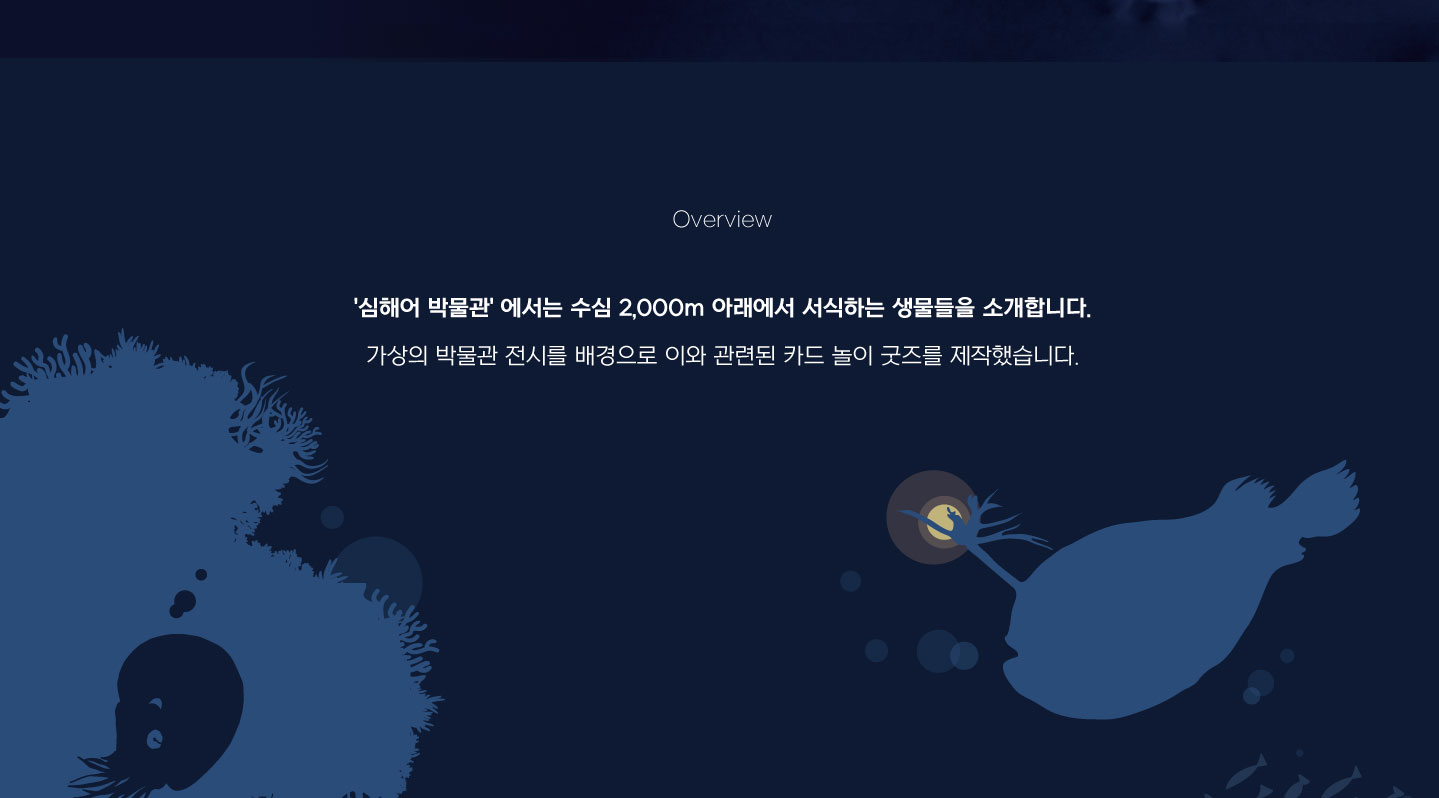 Overview
'심해어 박물관' 에서는 수심 2,000m 아래에서 서식하는 생물들을 소개합니다.
가상의 박물관 전시를 배경으로 이와 관련된 카드 놀이 굿즈를 제작했습니다.